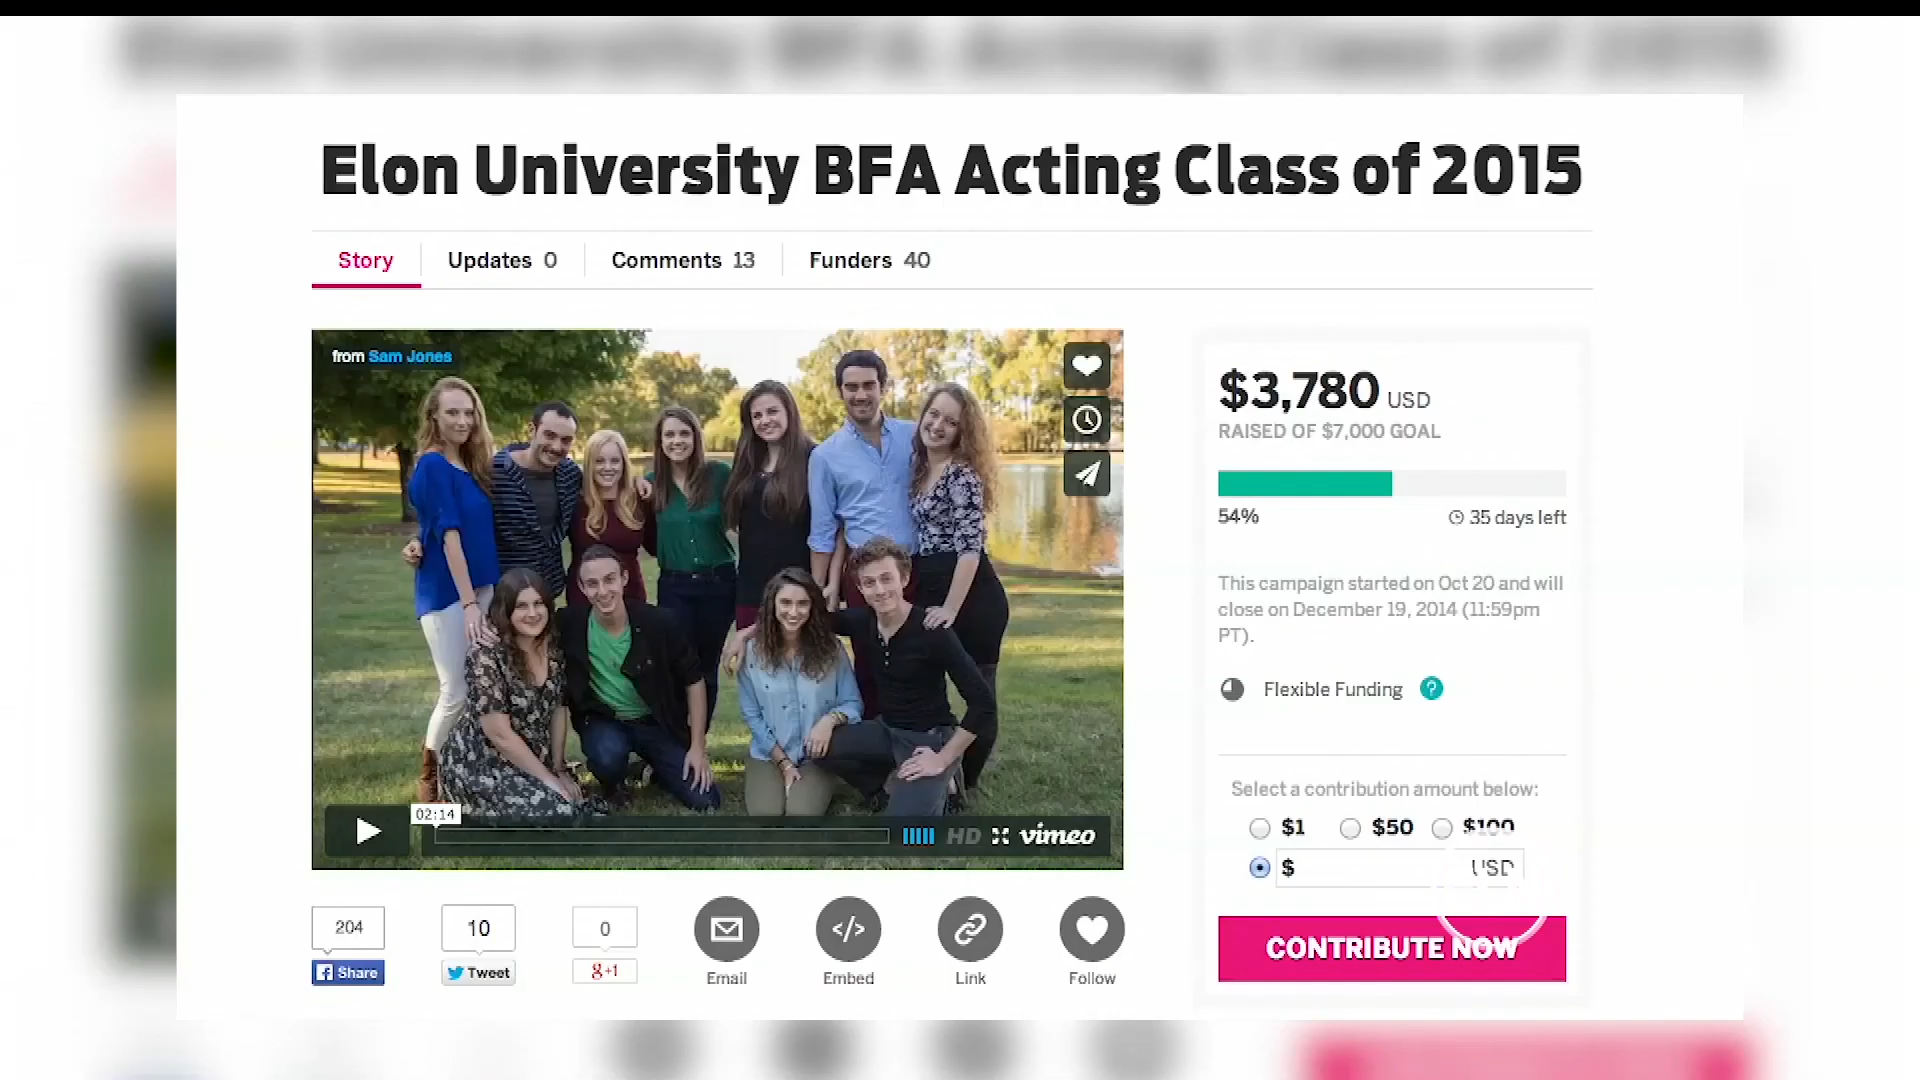 Elon University BFA Acting Class of 2015
Story Updates 0 Comments 13 Funders 40
from Sam Jones
02:14
HD vimeo
$3,780 USD
RAISED OF $7,000 GOAL
54% 35 days left
This campaign started on Oct 20 and will
close on December 19, 2014 (11:59pm
PT).
Flexible Funding ?
Select a contribution amount below:
$1 $50 $100
$ USD
CONTRIBUTE NOW
204 10 0
f Share Tweet g+1
Email Embed Link Follow